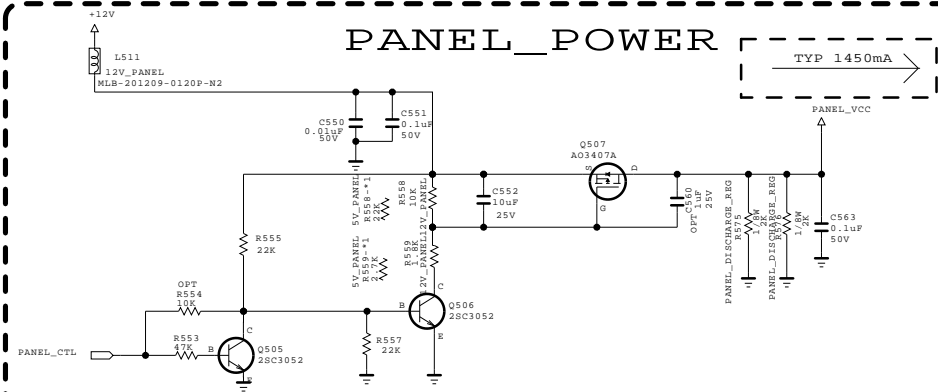 +12V
PANEL_POWER
L511
12V_PANEL
MLB-201209-0120P-N2
TYP 1450mA
PANEL_VCC
C550
0.01uF
50V
C551
0.1uF
50V
Q507
AO3407A
S
D
G
5V_PANEL
R558-*1
22K
R558
10K
12V_PANEL
C552
10uF
25V
C560
1uF
25V
OPT
PANEL_DISCHARGE_REG
R575
1/8W
2K
PANEL_DISCHARGE_REG
1/8W
2K
C563
0.1uF
50V
R555
22K
5V_PANEL
R559-*1
2.7K
R559
1.8K
12V_PANEL
C
B
Q506
2SC3052
E
OPT
R554
10K
R553
47K
PANEL_CTL
C
B
Q505
2SC3052
E
R557
22K